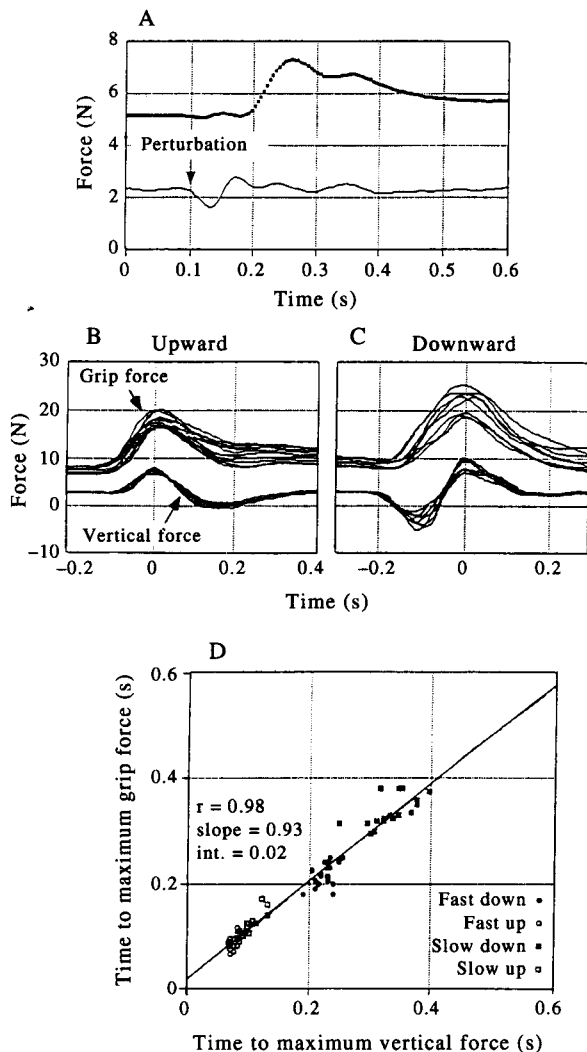 A
8
6
4
2
0
Force (N)
Perturbation
0 0.1 0.2 0.3 0.4 0.5 0.6
Time (s)
B Upward
C Downward
30
20
10
0
−10
Force (N)
Grip force
Vertical force
−0.2 0 0.2 0.4
−0.2 0 0.2
Time (s)
D
0.6
0.4
0.2
0
Time to maximum grip force (s)
r = 0.98
slope = 0.93
int. = 0.02
Fast down
Fast up
Slow down
Slow up
0 0.2 0.4 0.6
Time to maximum vertical force (s)